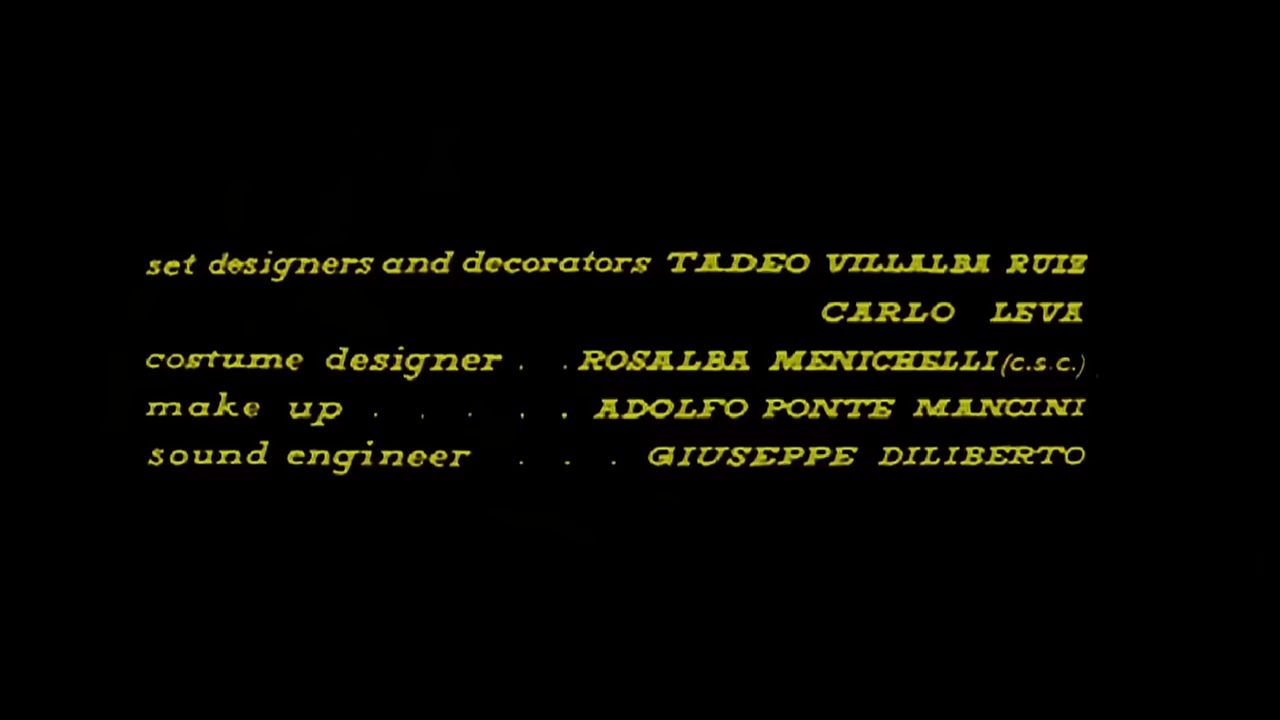 set designers and decorators TADEO VILLALBA RUIZ
CARLO LEVA
costume designer . . ROSALBA MENICHELLI (c.s.c.)
make up . . . . . ADOLFO PONTE MANCINI
sound engineer . . . GIUSEPPE DILIBERTO